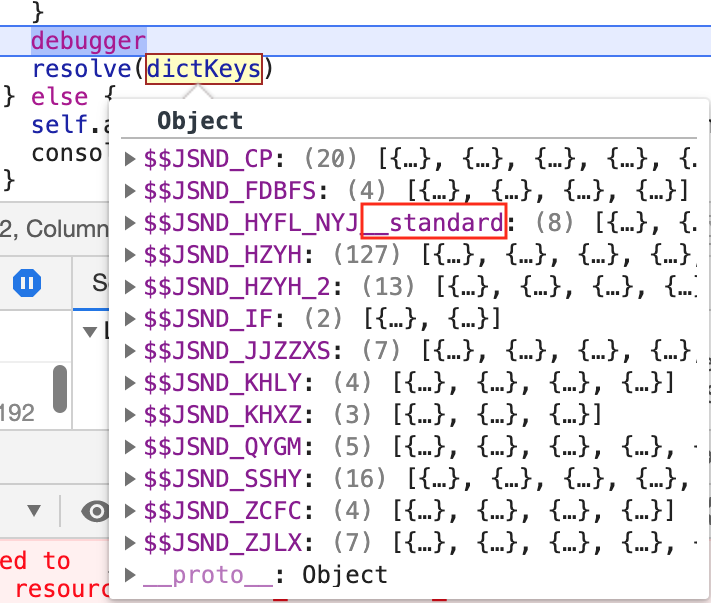 }
debugger
resolve(dictKeys)
} else {
self.a
consol
}
2, Column
192
ed to
resourc
Object
▶ $$JSND_CP: (20) [{…}, {…}, {…}, {…}, {…
▶ $$JSND_FDBFS: (4) [{…}, {…}, {…}, {…}]
▶ $$JSND_HYFL_NYJ__standard: (8) [{…}, {…
▶ $$JSND_HZYH: (127) [{…}, {…}, {…}, {…},
▶ $$JSND_HZYH_2: (13) [{…}, {…}, {…}, {…
▶ $$JSND_IF: (2) [{…}, {…}]
▶ $$JSND_JJZZXS: (7) [{…}, {…}, {…}, {…},
▶ $$JSND_KHLY: (4) [{…}, {…}, {…}, {…}]
▶ $$JSND_KHXZ: (3) [{…}, {…}, {…}]
▶ $$JSND_QYGM: (5) [{…}, {…}, {…}, {…},
▶ $$JSND_SSHY: (16) [{…}, {…}, {…}, {…},
▶ $$JSND_ZCFC: (4) [{…}, {…}, {…}, {…}]
▶ $$JSND_ZJLX: (7) [{…}, {…}, {…}, {…},
▶ __proto__: Object